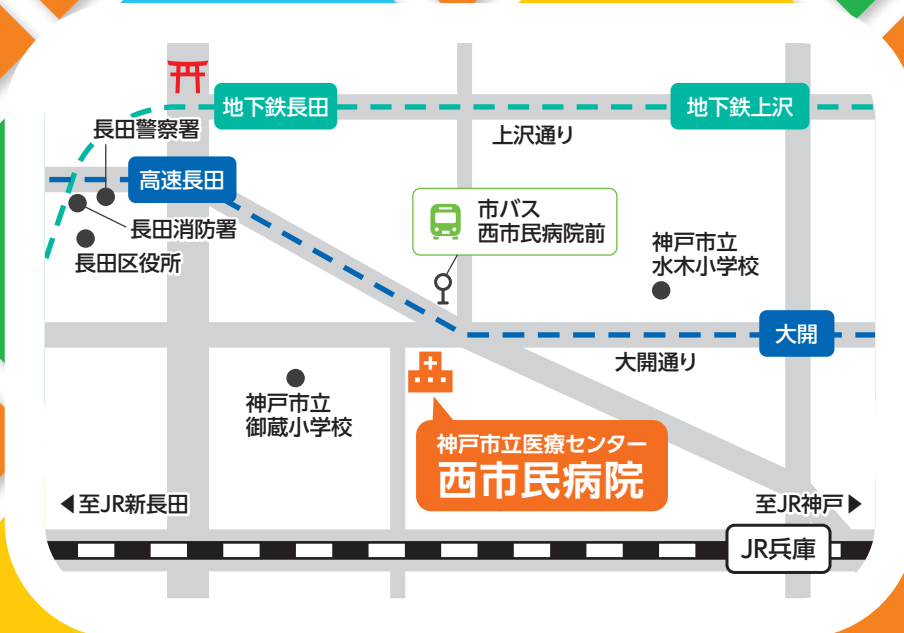 地下鉄長田
地下鉄上沢
長田警察署
上沢通り
高速長田
市バス
西市民病院前
長田消防署
神戸市立
水木小学校
長田区役所
大開
大開通り
神戸市立
御蔵小学校
神戸市立医療センター
西市民病院
◀至JR新長田
至JR神戸▶
JR兵庫